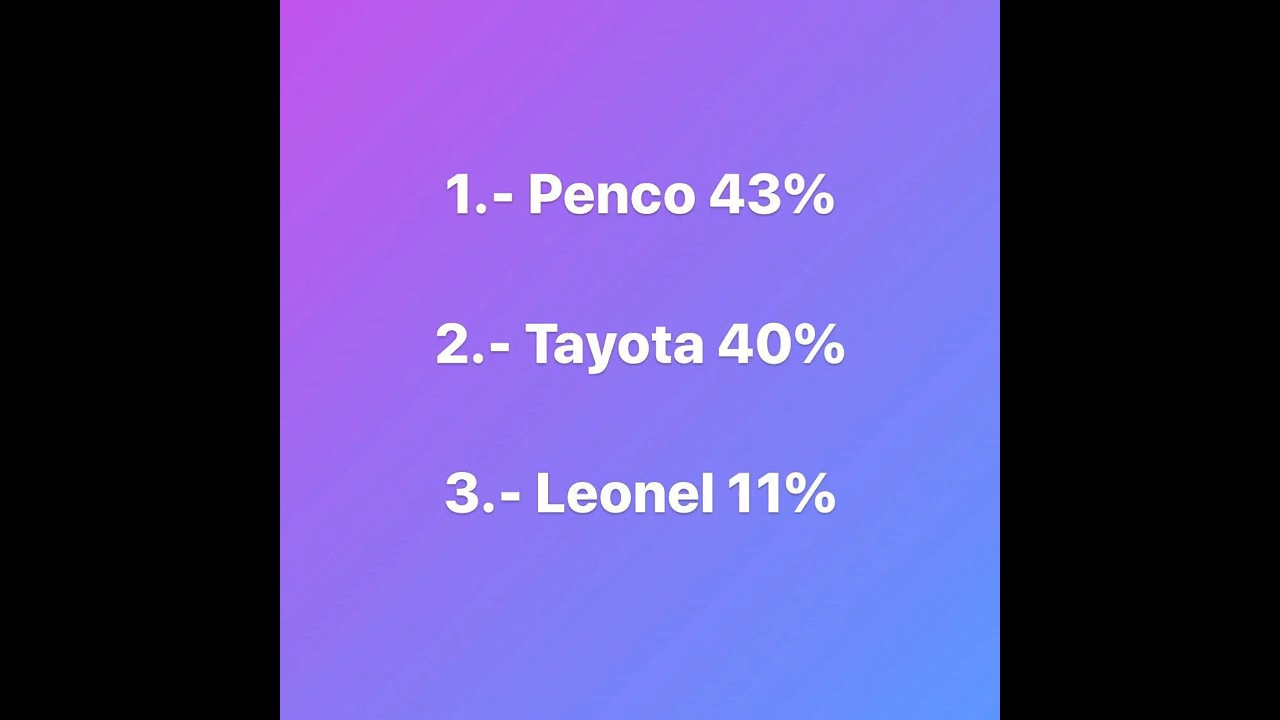 1.- Penco 43%
2.- Tayota 40%
3.- Leonel 11%